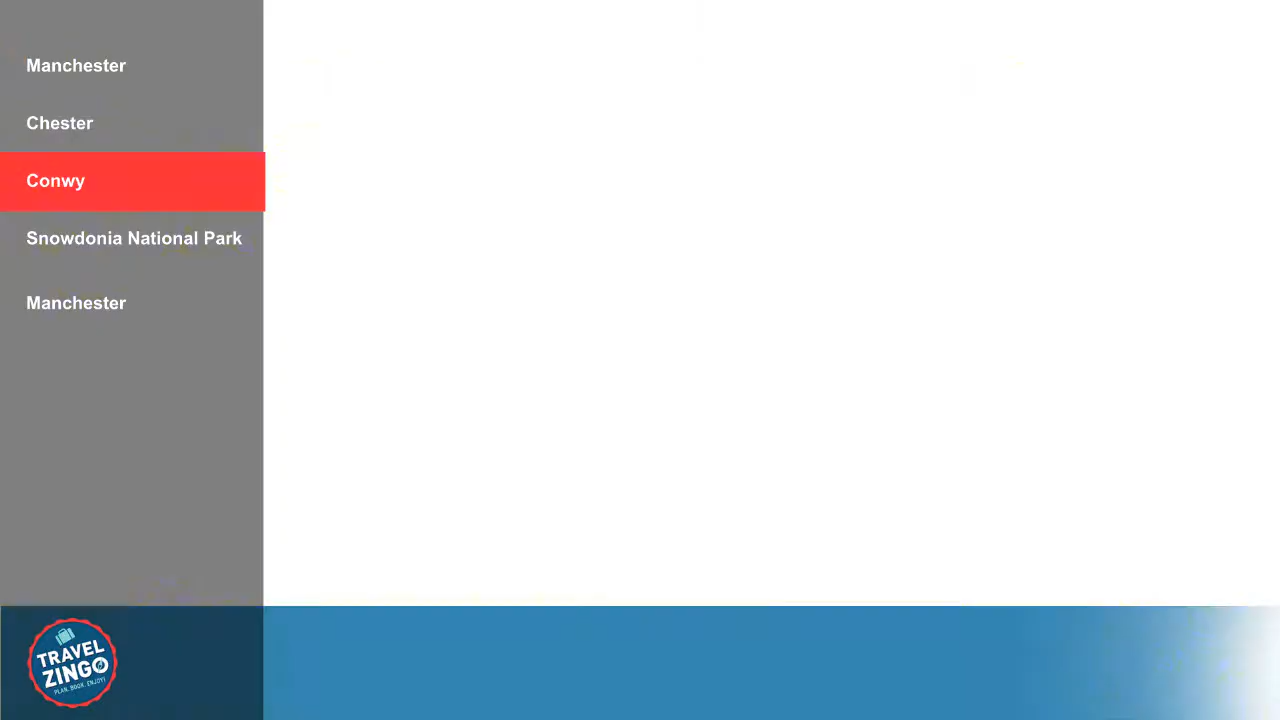 Manchester
Chester
Conwy
Snowdonia National Park
Manchester
TRAVEL
ZINGO
PLAN. BOOK. ENJOY!